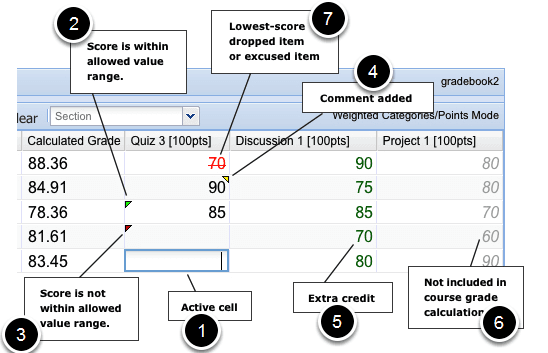 2
Score is within
allowed value
range.
Lowest-score
dropped item
or excused item
7
4
Comment added
gradebook2
lear
Section
Weighted Categories/Points Mode
Calculated Grade
Quiz 3 [100pts]
Discussion 1 [100pts]
Project 1 [100pts]
88.36
70
90
80
84.91
90
75
80
78.36
85
85
70
81.61
70
60
83.45
80
90
Score is not
within allowed
value range.
3
Active cell
1
Extra credit
5
Not included in
course grade
calculation
6